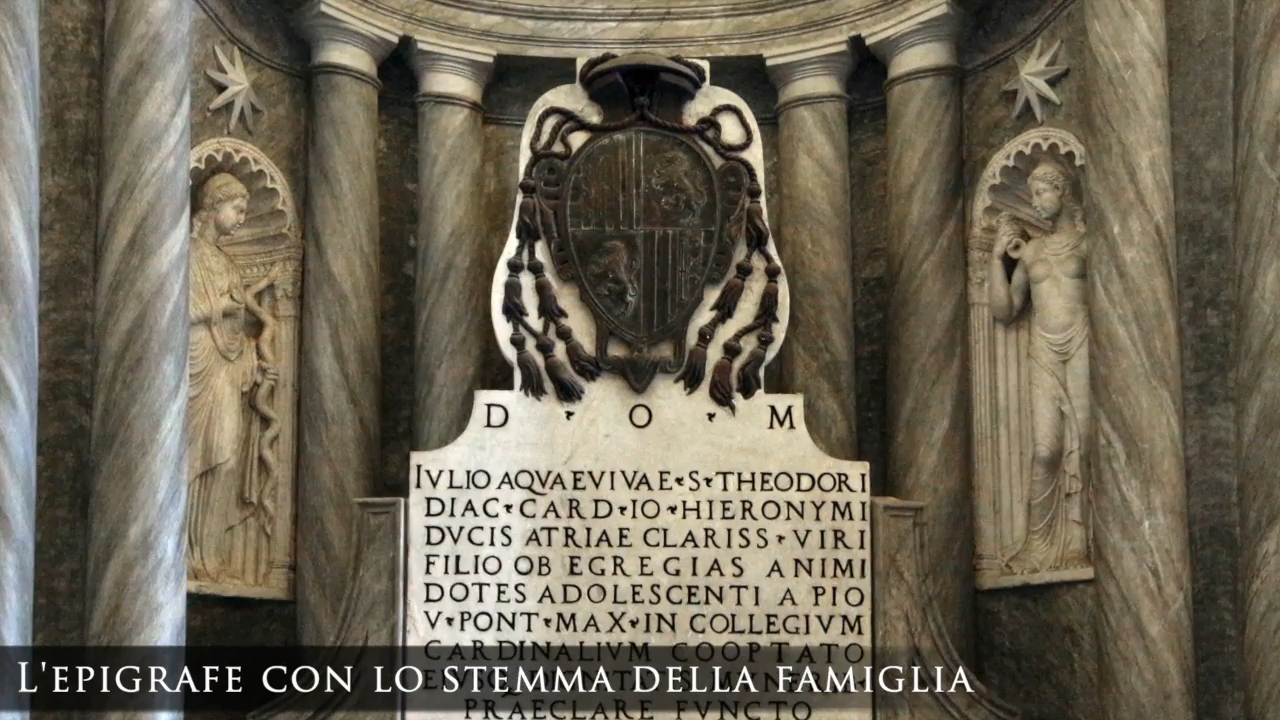 D · O · M
IVLIO AQVAEVIVAE · S · THEODORI
DIAC · CARD · IO · HIERONYMI
DVCIS ATRIAE CLARISS · VIRI
FILIO OB EGREGIAS ANIMI
DOTES ADOLESCENTI A PIO
V · PONT · MAX · IN COLLEGIVM
CARDINALIVM COOPTATO
PRAECLARE FVNCTO
L'EPIGRAFE CON LO STEMMA DELLA FAMIGLIA